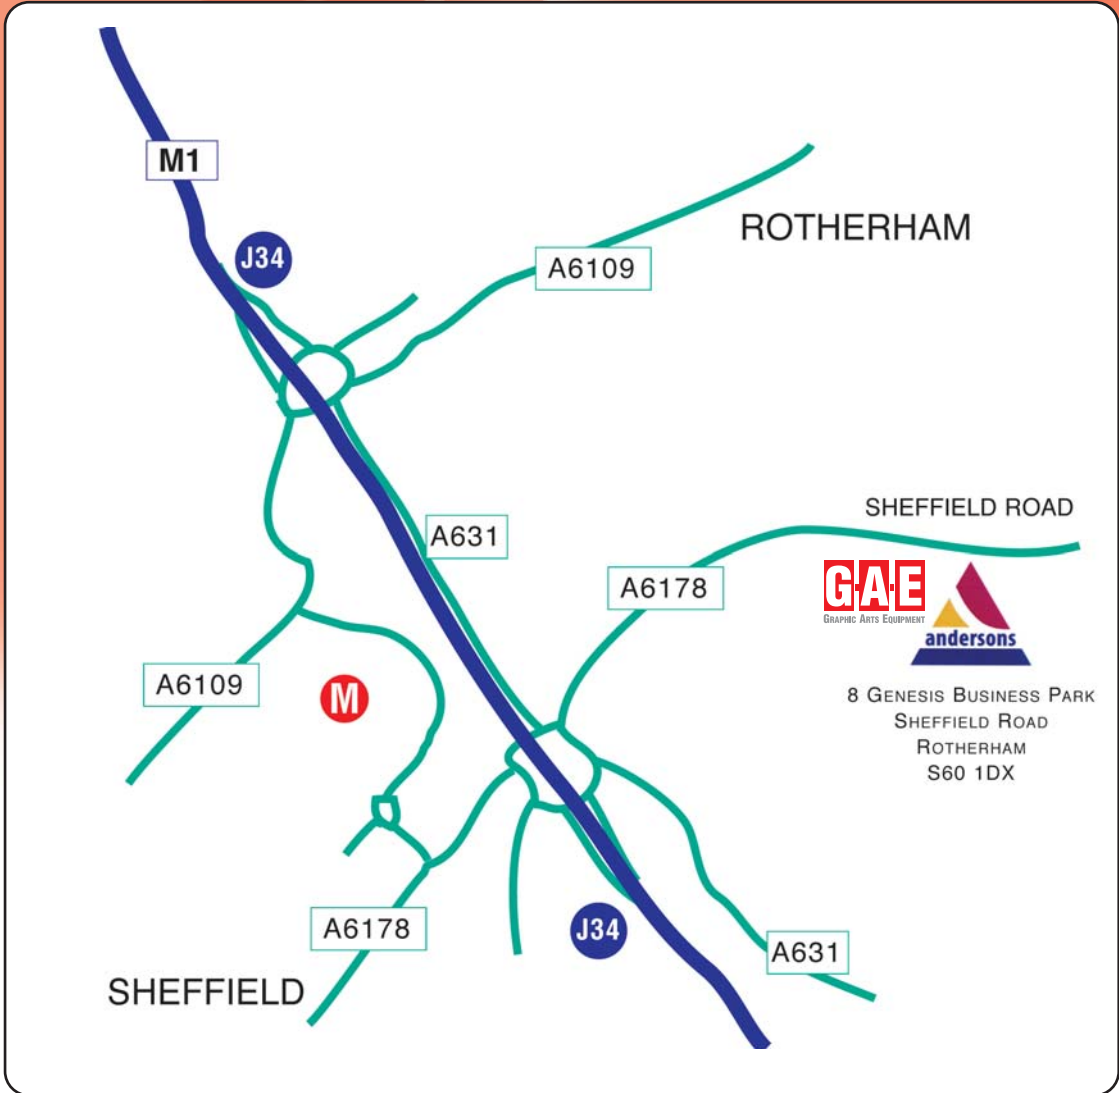 M1
J34
ROTHERHAM
A6109
A631
SHEFFIELD ROAD
A6178
G·A·E
GRAPHIC ARTS EQUIPMENT
andersons
8 GENESIS BUSINESS PARK
SHEFFIELD ROAD
ROTHERHAM
S60 1DX
A6109
M
A6178
J34
A631
SHEFFIELD